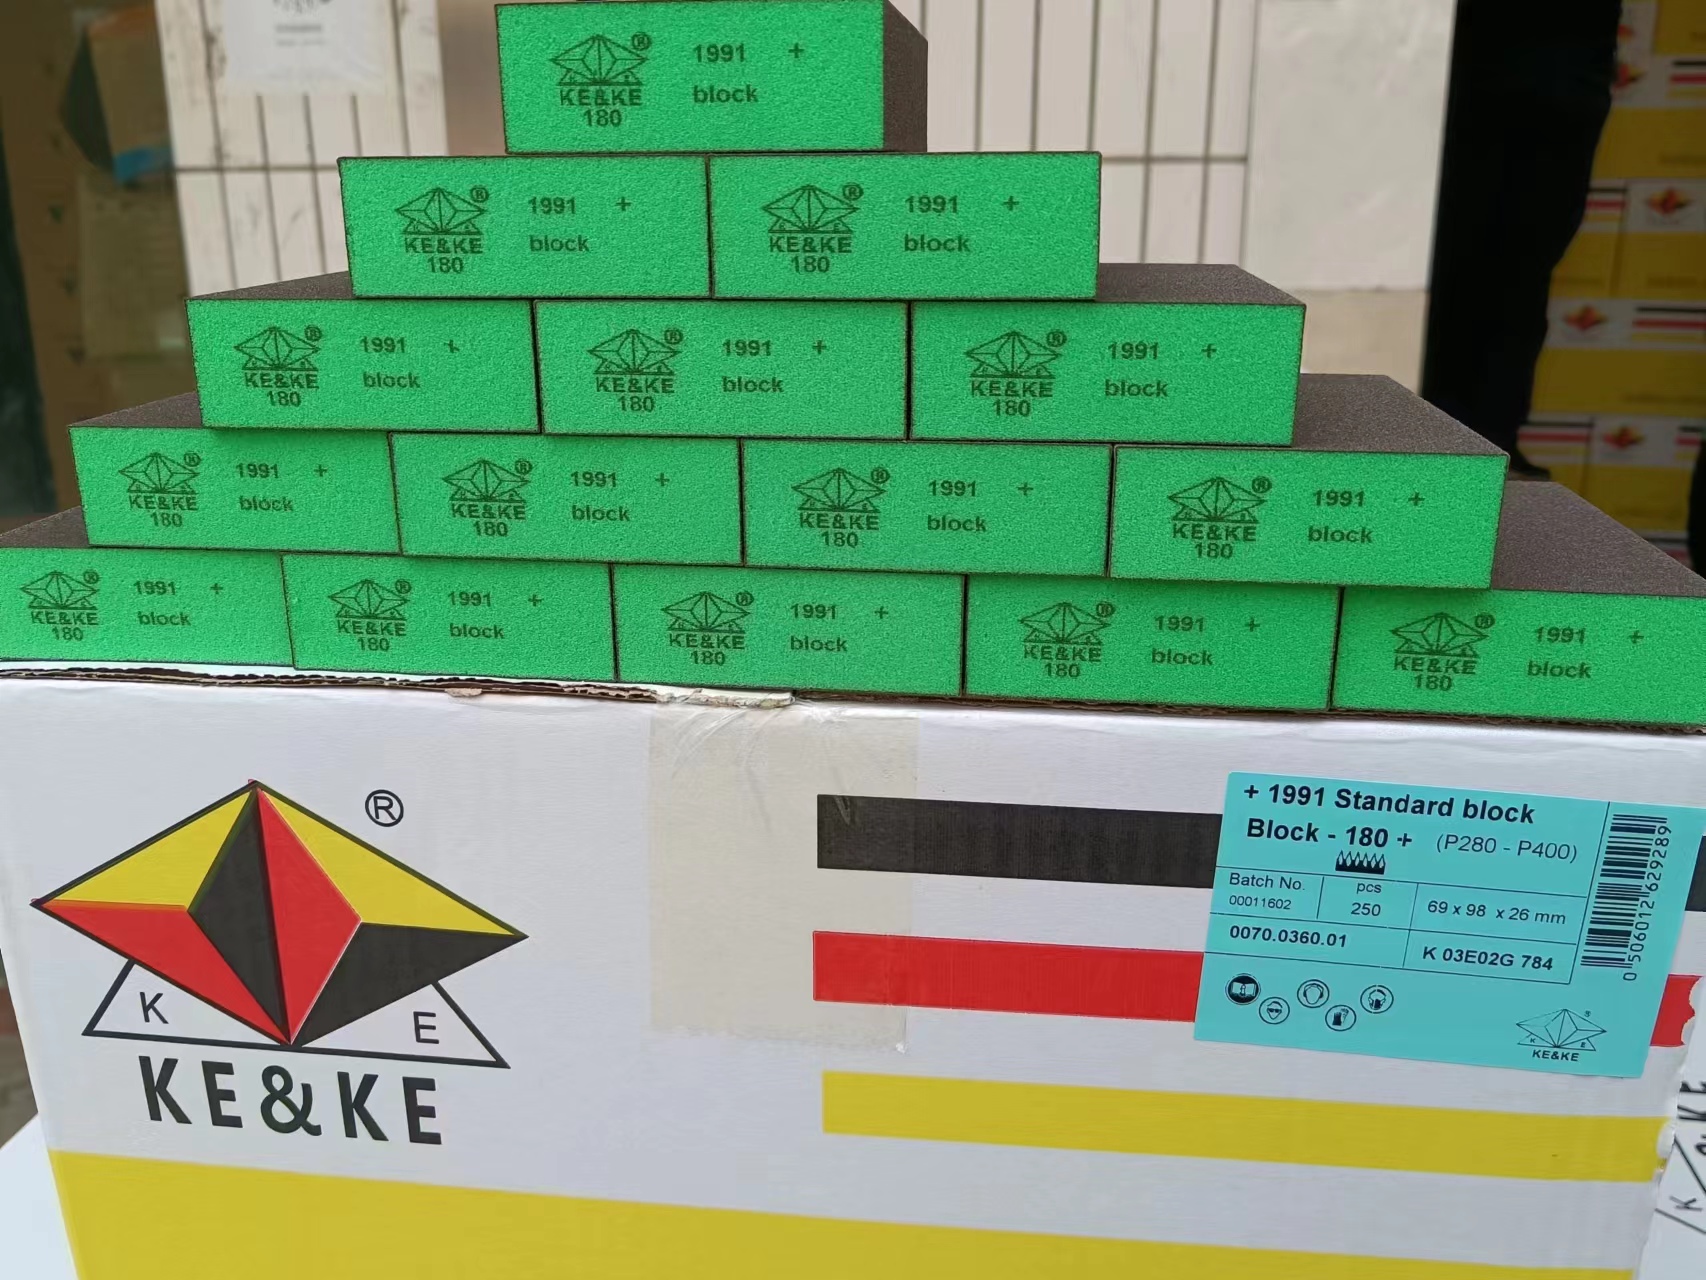 ® 1991 +
KE&KE block
180
® 1991 + ® 1991 +
KE&KE block KE&KE block
180 180
® 1991 + ® 1991 + ® 1991 +
KE&KE block KE&KE block KE&KE block
180 180 180
® 1991 + ® 1991 + ® 1991 + ® 1991 +
KE&KE block KE&KE block KE&KE block KE&KE block
180 180 180 180
® 1991 + ® 1991 + ® 1991 + ® 1991 + ® 1991 +
KE&KE block KE&KE block KE&KE block KE&KE block KE&KE block
180 180 180 180 180
®
K E
KE&KE
+ 1991 Standard block
Block - 180 + (P280 - P400)
Batch No. pcs
00011602 250 69 x 98 x 26 mm
0070.0360.01 K 03E02G 784
0506012629289
K E
KE&KE